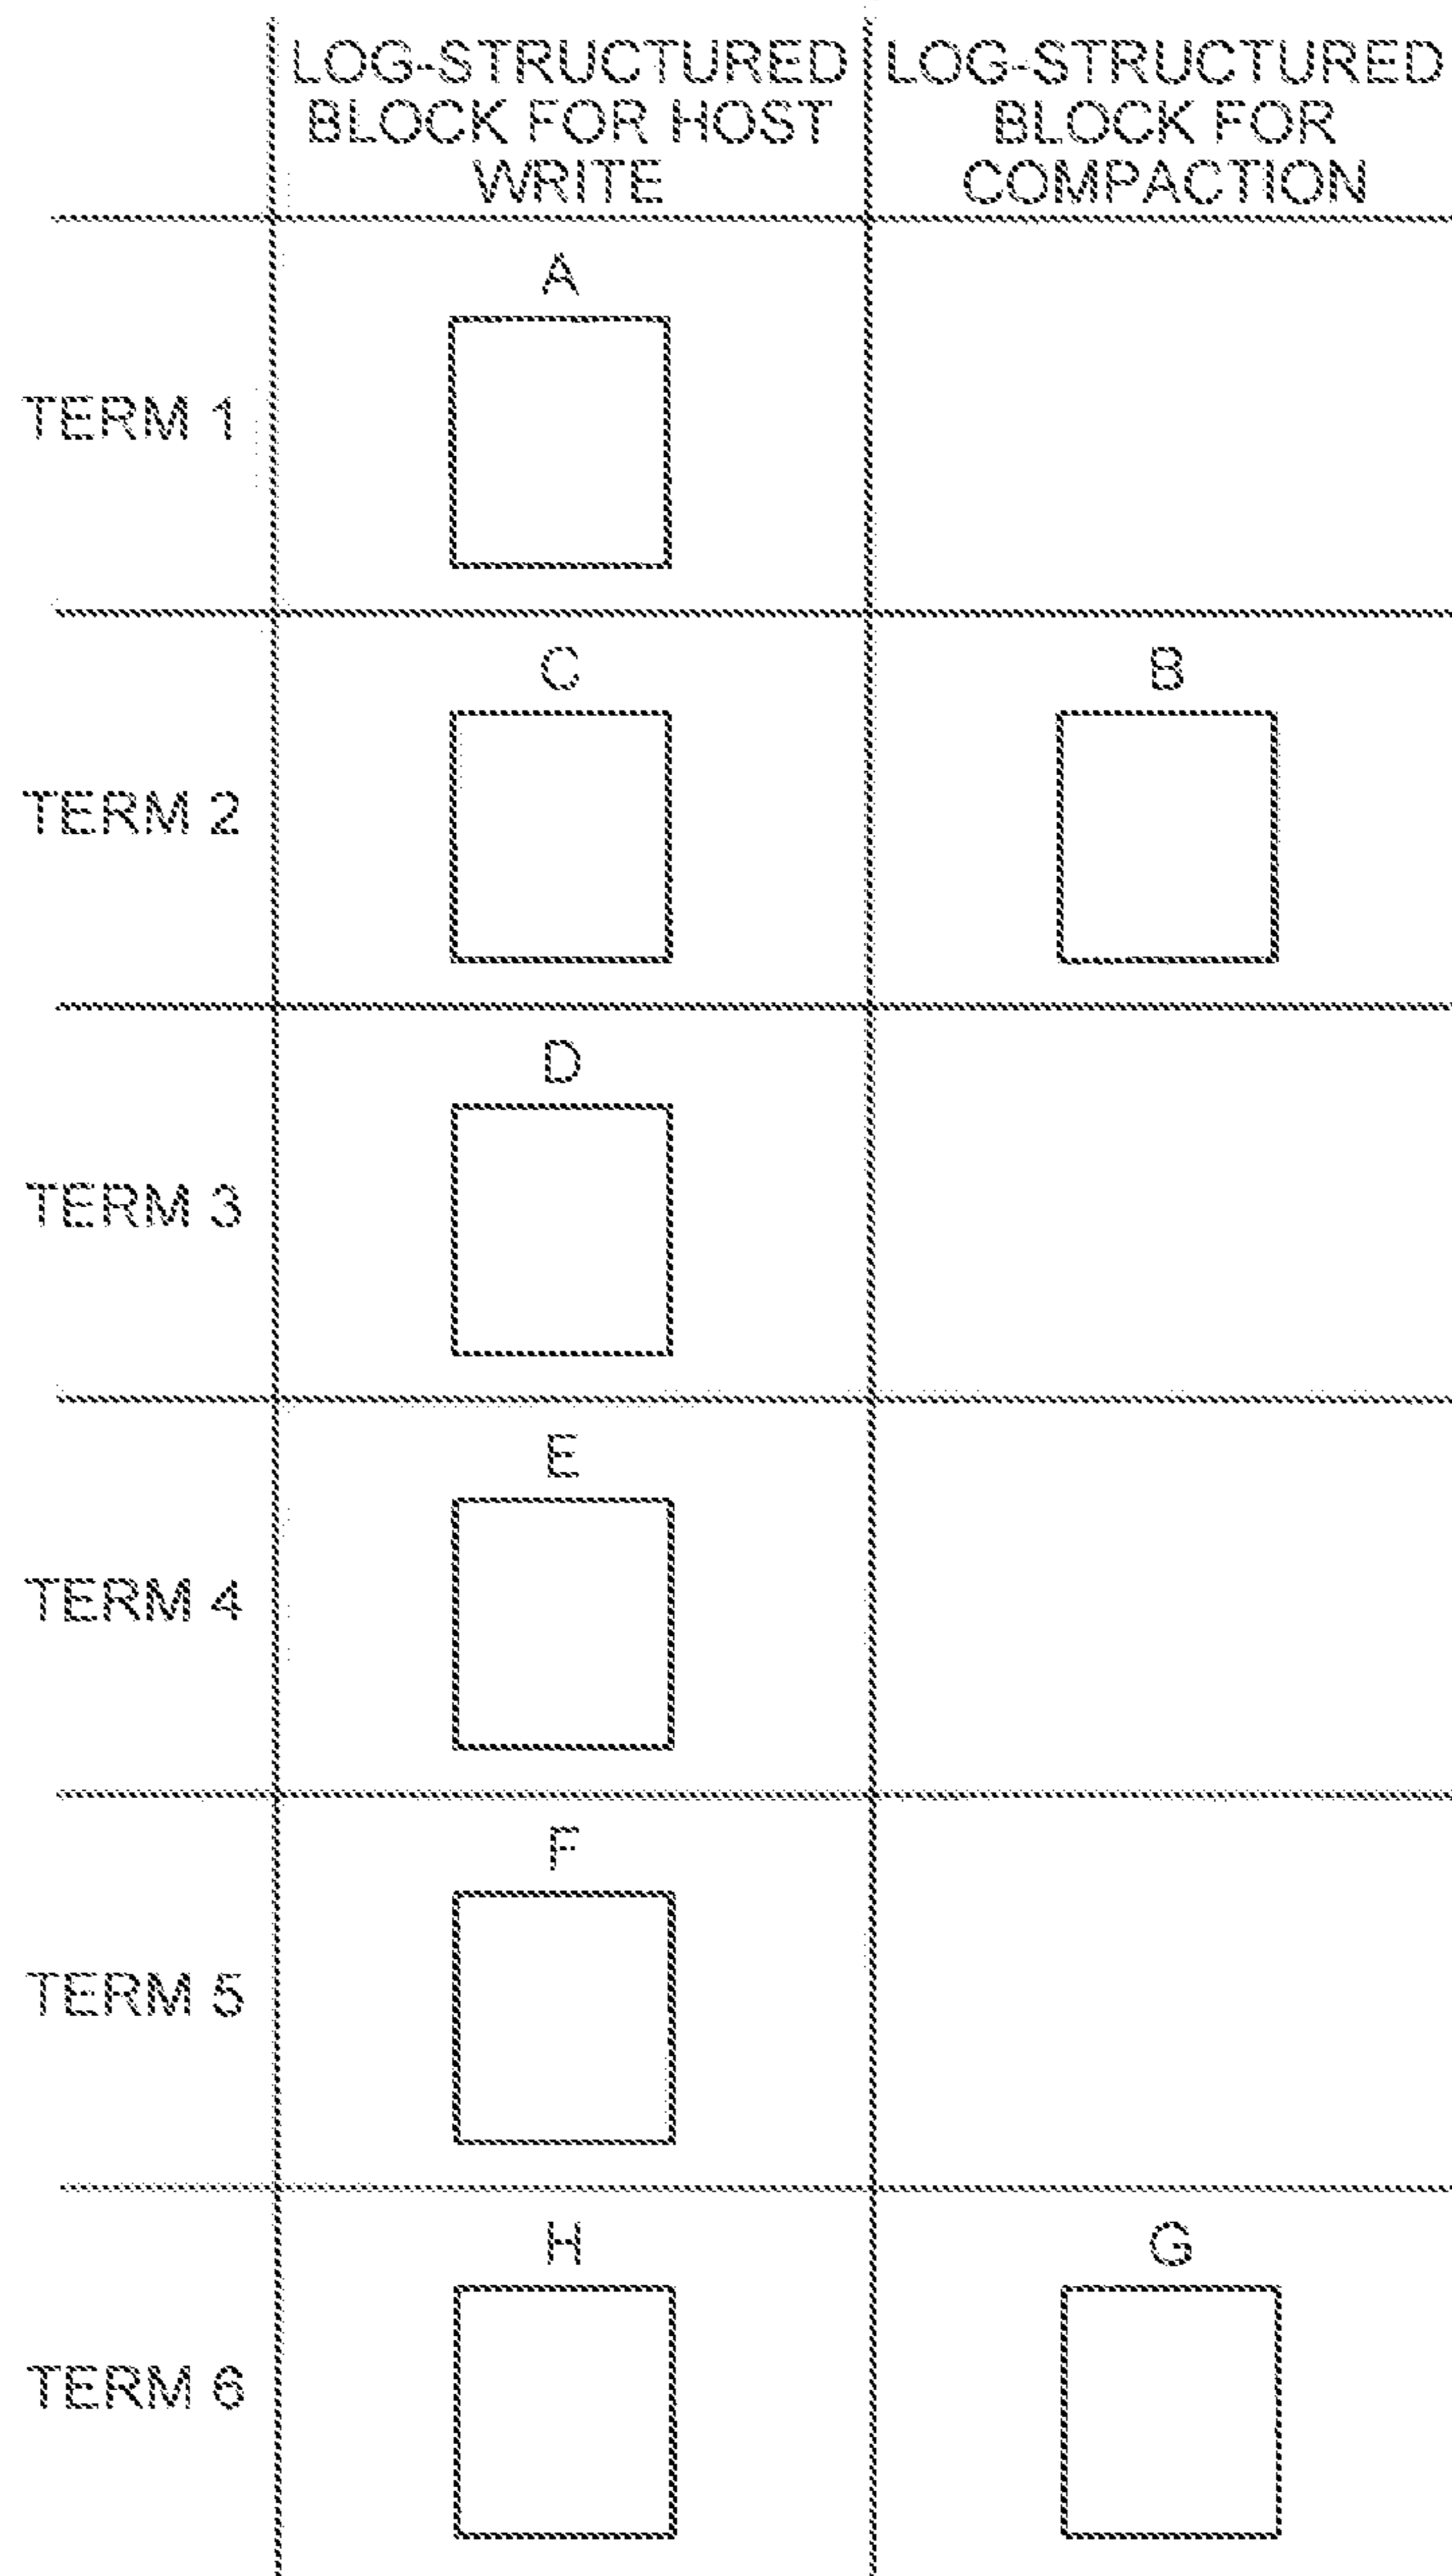 LOG-STRUCTURED
BLOCK FOR HOST
WRITE
LOG-STRUCTURED
BLOCK FOR
COMPACTION
A
TERM 1
C
B
TERM 2
D
TERM 3
E
TERM 4
F
TERM 5
H
G
TERM 6